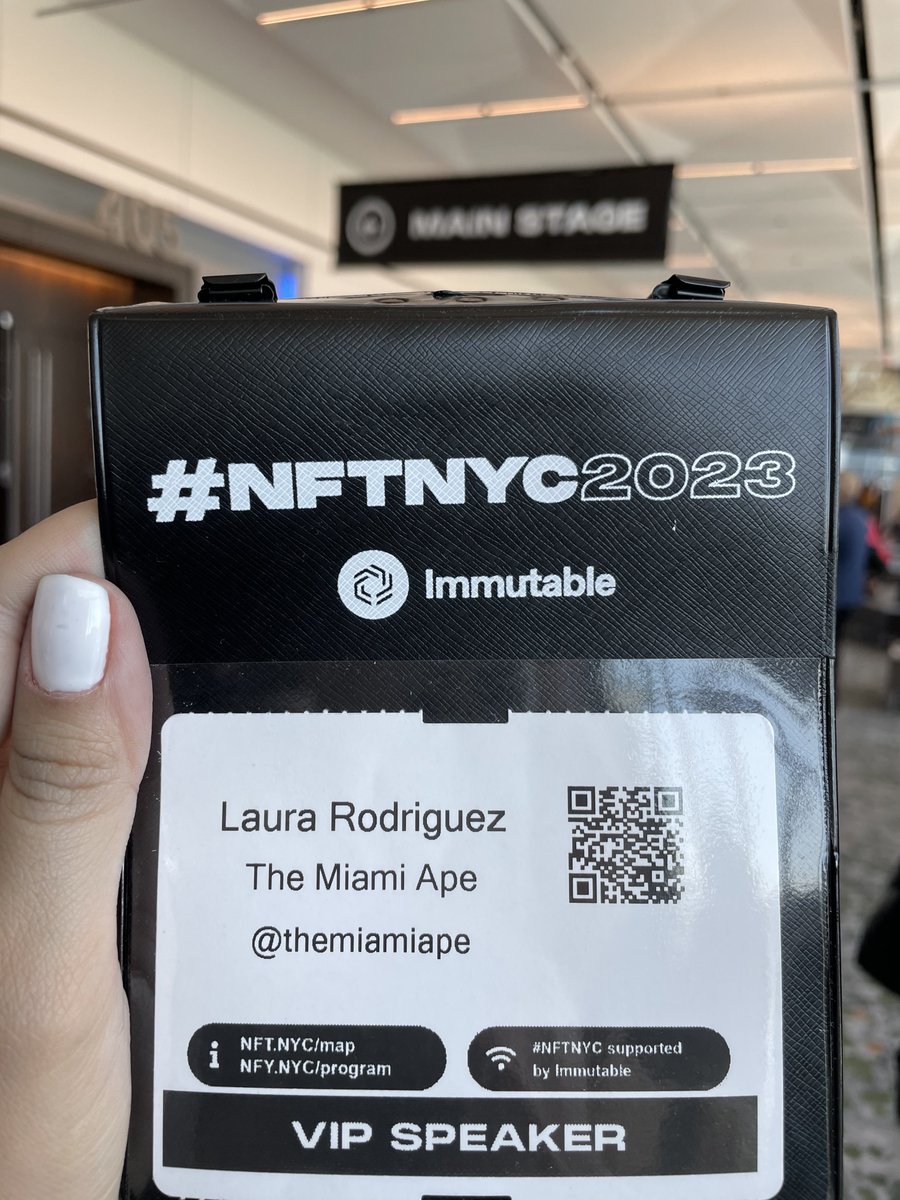 405
MAIN STAGE
#NFTNYC2023
Immutable
Laura Rodriguez
The Miami Ape
@themiamiape
NFT.NYC/map
NFY.NYC/program
#NFTNYC supported
by Immutable
VIP SPEAKER